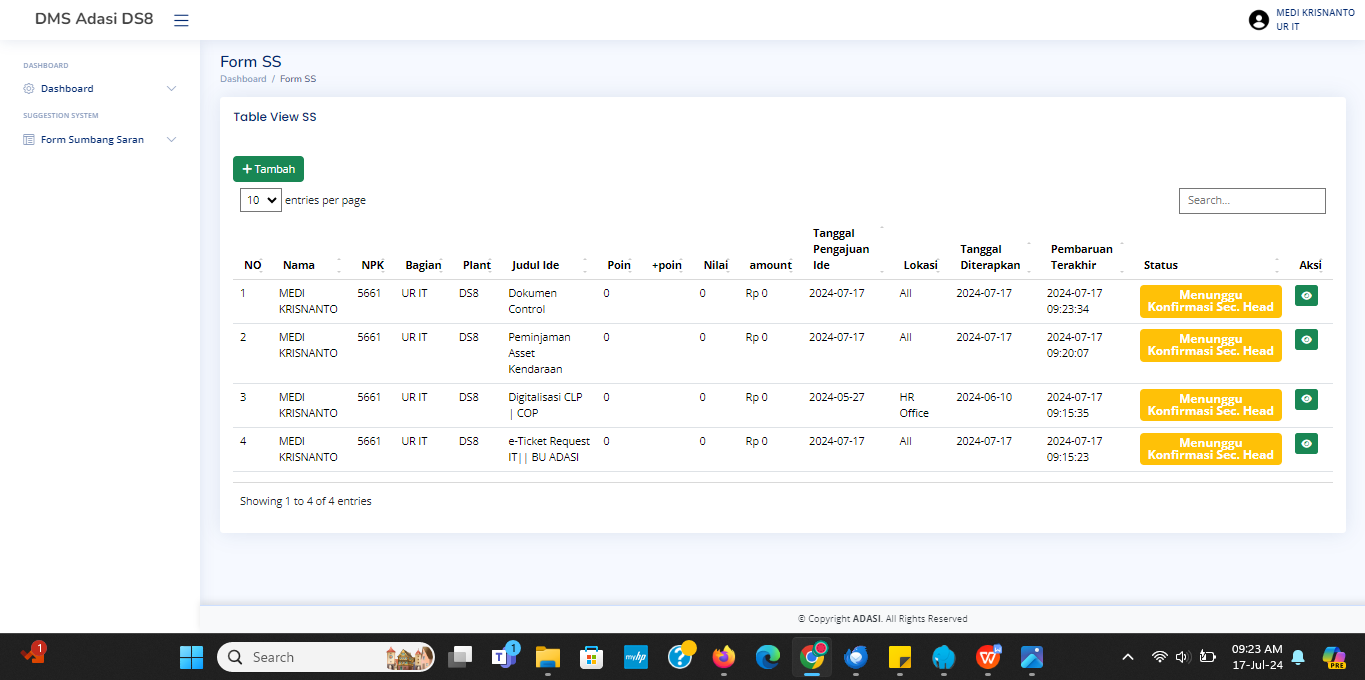 DMS Adasi DS8
MEDI KRISNANTO
UR IT
DASHBOARD
Dashboard
SUGGESTION SYSTEM
Form Sumbang Saran
Form SS
Dashboard / Form SS
Table View SS
+ Tambah
10 entries per page
Search...
NO Nama NPK Bagian Plant Judul Ide Poin +poin Nilai amount Tanggal Pengajuan Ide Lokasi Tanggal Diterapkan Pembaruan Terakhir Status Aksi
1 MEDI KRISNANTO 5661 UR IT DS8 Dokumen Control 0 0 Rp 0 2024-07-17 All 2024-07-17 2024-07-17 09:23:34 Menunggu Konfirmasi Sec. Head
2 MEDI KRISNANTO 5661 UR IT DS8 Peminjaman Asset Kendaraan 0 0 Rp 0 2024-07-17 All 2024-07-17 2024-07-17 09:20:07 Menunggu Konfirmasi Sec. Head
3 MEDI KRISNANTO 5661 UR IT DS8 Digitalisasi CLP | COP 0 0 Rp 0 2024-05-27 HR Office 2024-06-10 2024-07-17 09:15:35 Menunggu Konfirmasi Sec. Head
4 MEDI KRISNANTO 5661 UR IT DS8 e-Ticket Request IT|| BU ADASI 0 0 Rp 0 2024-07-17 All 2024-07-17 2024-07-17 09:15:23 Menunggu Konfirmasi Sec. Head
Showing 1 to 4 of 4 entries
© Copyright ADASI. All Rights Reserved
1
Search
1
myhp
09:23 AM
17-Jul-24
PRE